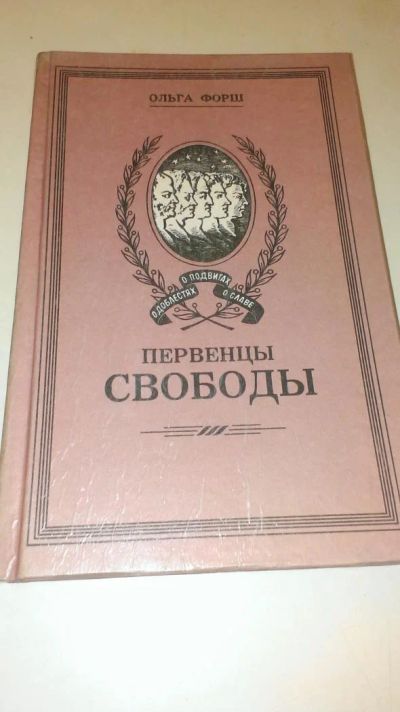 ОЛЬГА ФОРШ
О ДОБЛЕСТЯХ
О ПОДВИГАХ
О СЛАВЕ
ПЕРВЕНЦЫ
СВОБОДЫ